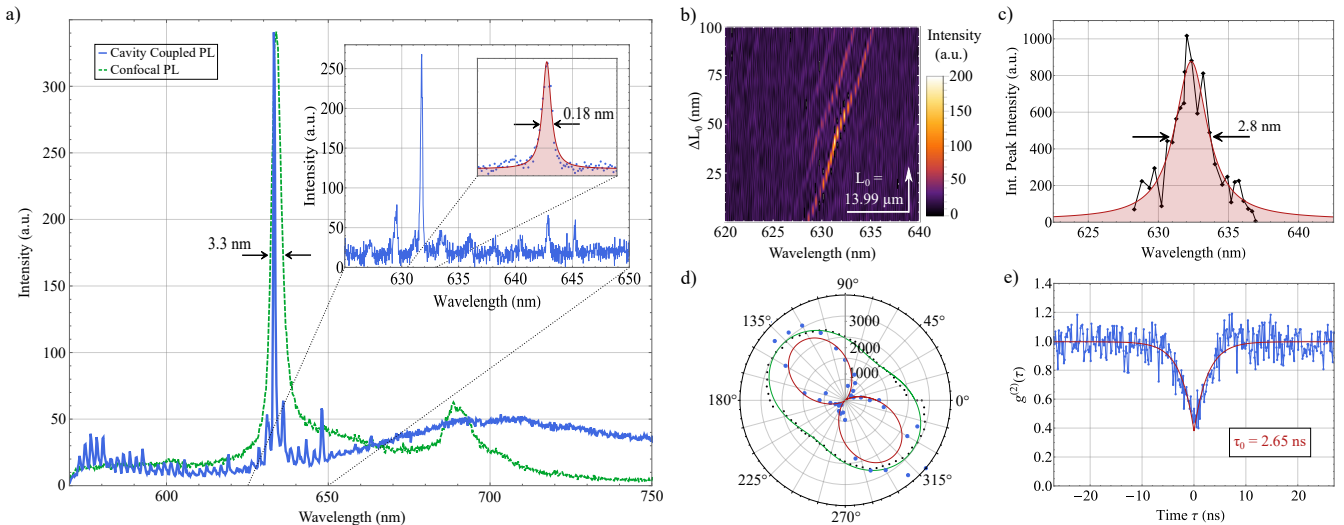 a)
Cavity Coupled PL
Confocal PL
Intensity (a.u.)
350
300
250
200
150
100
50
0
3.3 nm
600
650
700
750
Wavelength (nm)
Intensity (a.u.)
250
200
150
100
50
0
0.18 nm
630
635
640
645
650
Wavelength (nm)
b)
ΔL₀ (nm)
100
75
50
25
L₀ =
13.99 μm
620
625
630
635
640
Wavelength (nm)
Intensity
(a.u.)
200
150
100
50
0
c)
Int. Peak Intensity (a.u.)
1000
800
600
400
200
0
2.8 nm
625
630
635
640
wavelength (nm)
d)
90°
135°
45°
3000
2000
1000
180°
0°
225°
315°
270°
e)
g⁽²⁾(τ)
1.4
1.2
1.0
0.8
0.6
0.4
0.2
0.0
τ₀ = 2.65 ns
−20
−10
0
10
20
Time τ (ns)